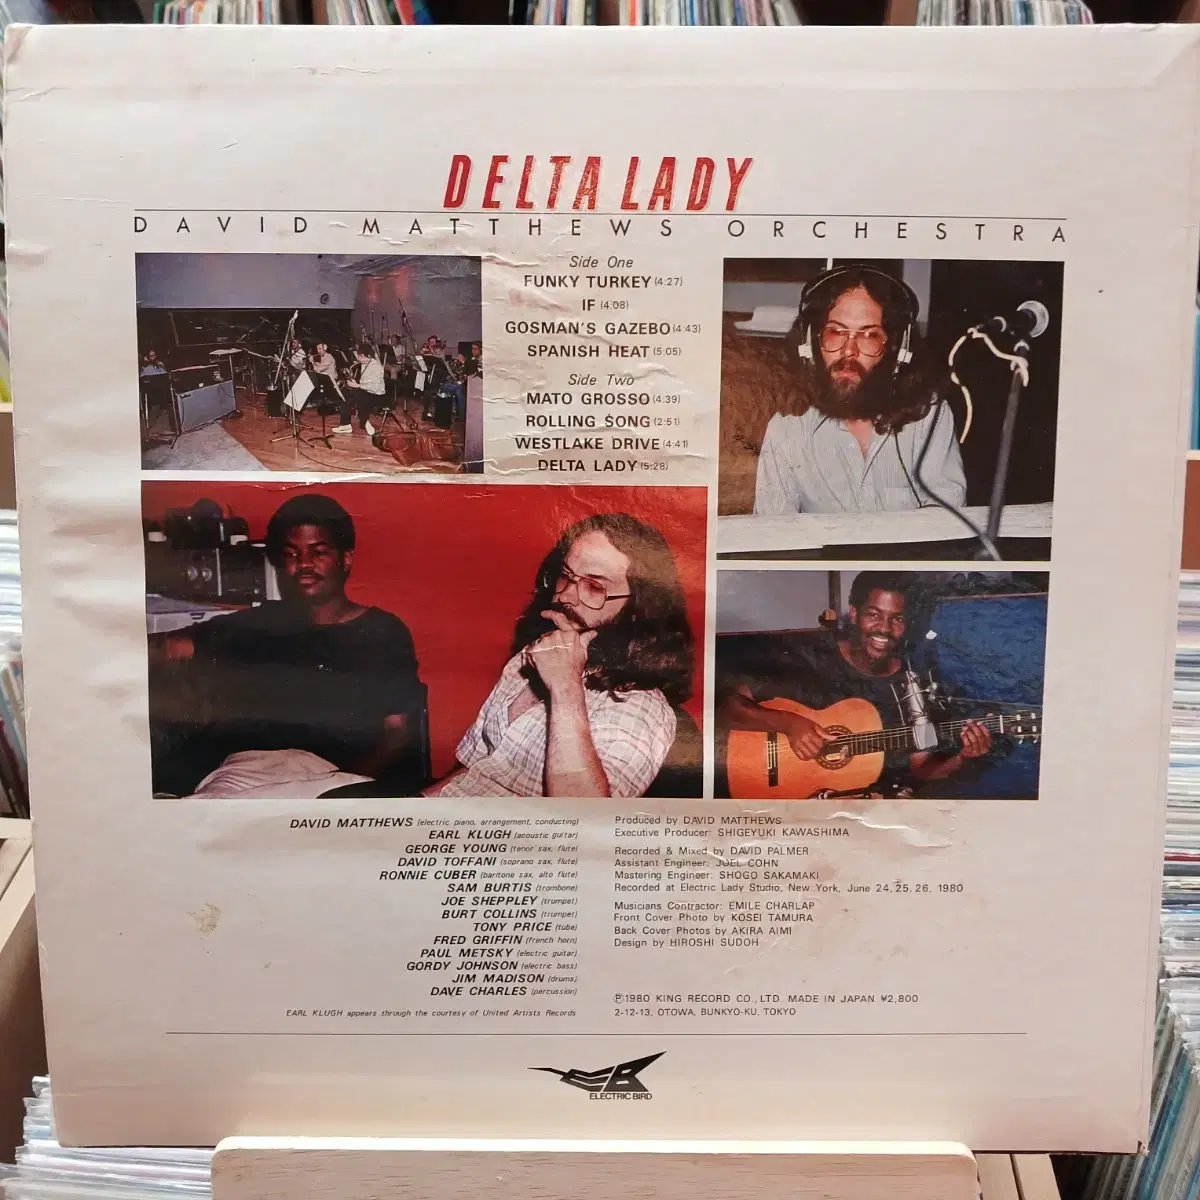 DELTA LADY
DAVID MATTHEWS ORCHESTRA
Side One
FUNKY TURKEY (4:27)
IF (4:08)
GOSMAN'S GAZEBO (4:43)
SPANISH HEAT (5:05)
Side Two
MATO GROSSO (4:39)
ROLLING SONG (2:51)
WESTLAKE DRIVE (4:41)
DELTA LADY (5:28)
DAVID MATTHEWS (electric piano, arrangement, conducting)
EARL KLUGH (acoustic guitar)
GEORGE YOUNG (tenor sax, flute)
DAVID TOFFANI (soprano sax, flute)
RONNIE CUBER (baritone sax, alto flute)
SAM BURTIS (trombone)
JOE SHEPPLEY (trumpet)
BURT COLLINS (trumpet)
TONY PRICE (tuba)
FRED GRIFFIN (french horn)
PAUL METSKY (electric guitar)
GORDY JOHNSON (electric bass)
JIM MADISON (drums)
DAVE CHARLES (percussion)
EARL KLUGH appears through the courtesy of United Artists Records
Produced by DAVID MATTHEWS
Executive Producer: SHIGEYUKI KAWASHIMA
Recorded & Mixed by DAVID PALMER
Assistant Engineer: JOEL COHN
Mastering Engineer: SHOGO SAKAMAKI
Recorded at Electric Lady Studio, New York, June 24, 25, 26, 1980
Musicians Contractor: EMILE CHARLAP
Front Cover Photo by KOSEI TAMURA
Back Cover Photos by AKIRA AIMI
Design by HIROSHI SUDOH
℗1980 KING RECORD CO., LTD. MADE IN JAPAN ¥2,800
2-12-13, OTOWA, BUNKYO-KU, TOKYO
EB
ELECTRIC BIRD